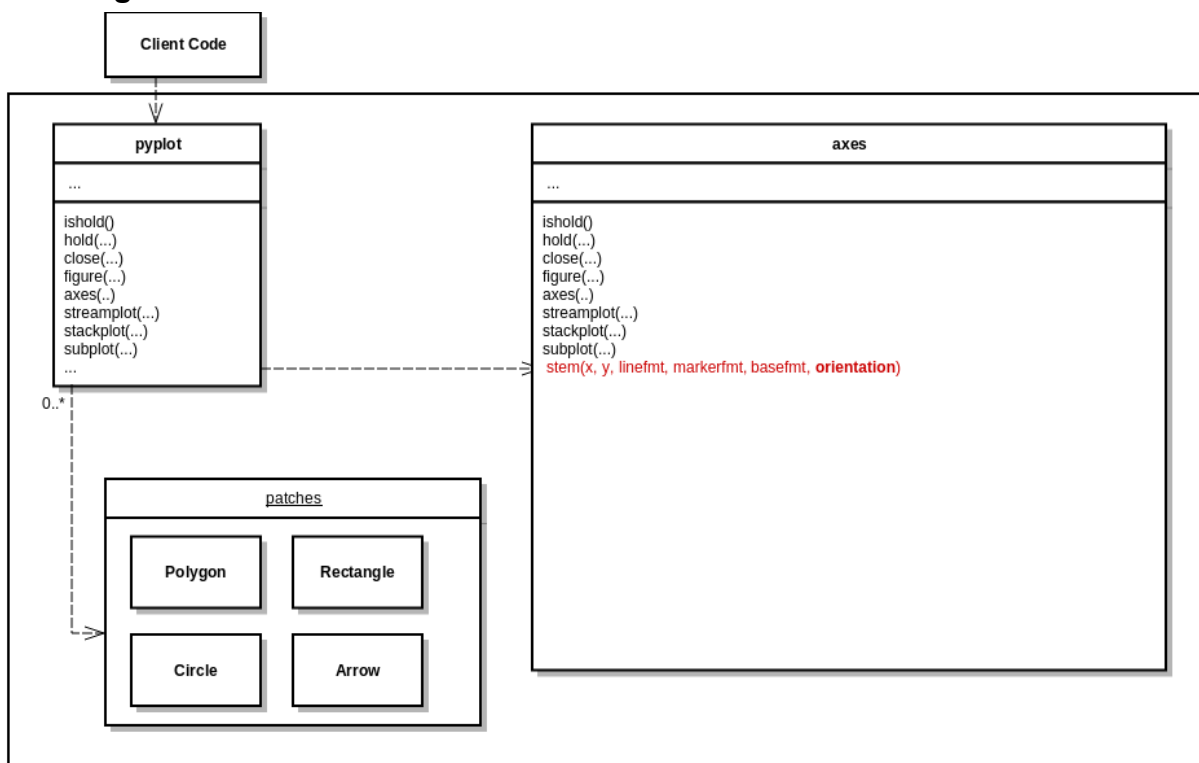 Client Code
pyplot
...
ishold()
hold(...)
close(...)
figure(...)
axes(..)
streamplot(...)
stackplot(...)
subplot(...)
...
0..*
axes
...
ishold()
hold(...)
close(...)
figure(...)
axes(..)
streamplot(...)
stackplot(...)
subplot(...)
stem(x, y, linefmt, markerfmt, basefmt, orientation)
patches
Polygon
Rectangle
Circle
Arrow